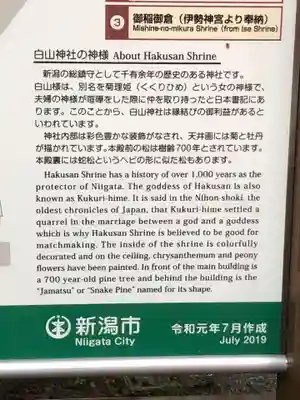 3 御稲御倉（伊勢神宮より奉納）
Mishine-no-mikura Shrine (from Ise Shrine)
白山神社の神様 About Hakusan Shrine
新潟の総鎮守として千有余年の歴史のある神社です。
白山様は、別名を菊理姫（くくりひめ）という女の神様で、
夫婦の神様が喧嘩をした際に仲を取り持ったと日本書記にあり
ます。このことから、白山神社は縁結びの御利益があると
いわれています。
神社内部は彩色豊かな装飾がなされ、天井画には菊と牡丹
が描かれています。本殿前の松は樹齢700年とされています。
本殿裏には蛇松というヘビの形に似た松もあります。
Hakusan Shrine has a history of over 1,000 years as the
protector of Niigata. The goddess of Hakusan is also
known as Kukuri-hime. It is said in the Nihon-shoki, the
oldest chronicles of Japan, that Kukuri-hime settled a
quarrel in the marriage between a god and a goddess
which is why Hakusan Shrine is believed to be good for
matchmaking. The inside of the shrine is colorfully
decorated and on the ceiling, chrysanthemum and peony
flowers have been painted. In front of the main building is
a 700 year-old pine tree and behind the building is the
"Jamatsu" or "Snake Pine" named for its shape.
新潟市 令和元年7月作成
Niigata City July 2019